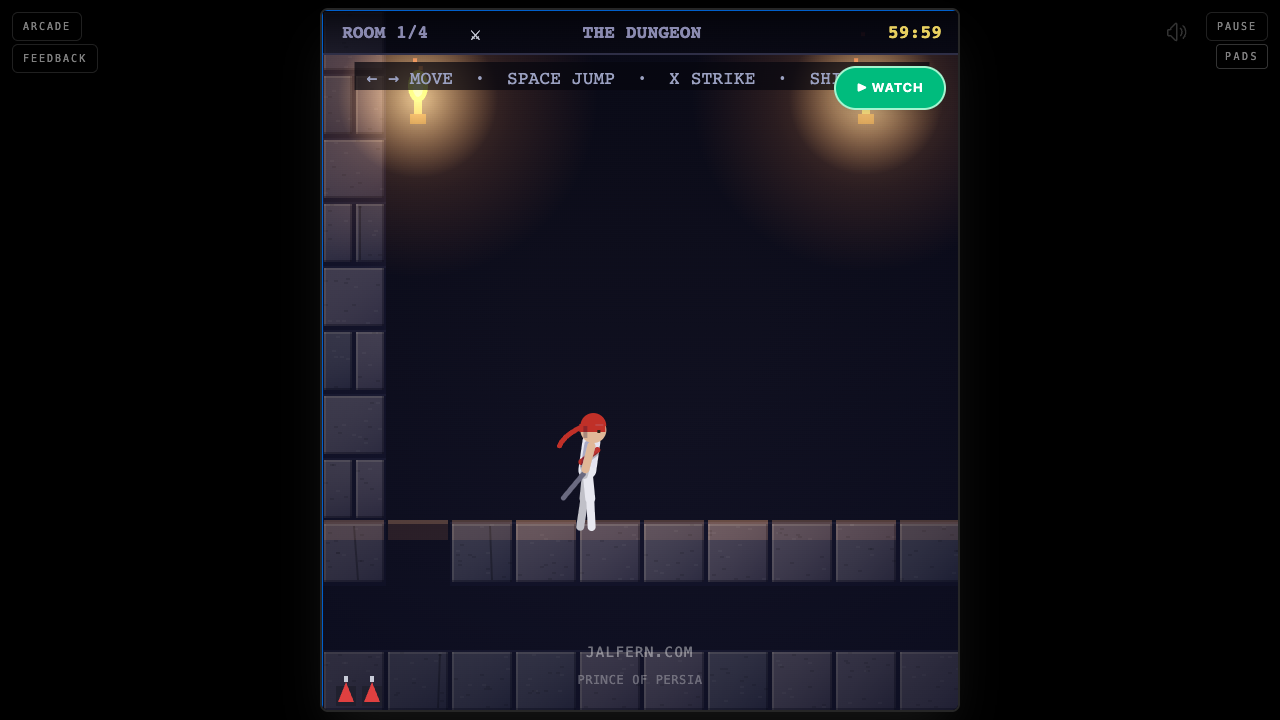 ARCADE
FEEDBACK
ROOM 1/4
THE DUNGEON
59:59
PAUSE
PADS
← → MOVE · SPACE JUMP · X STRIKE ·
WATCH
JALFERN.COM
PRINCE OF PERSIA